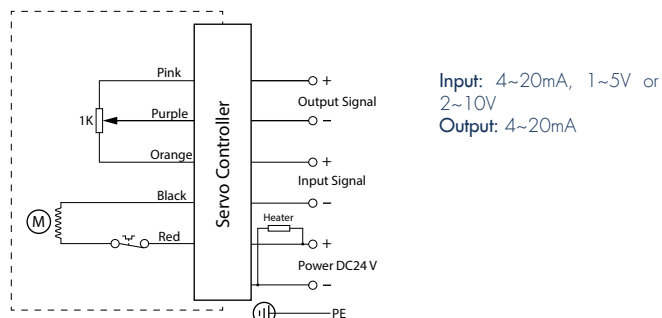 Pink
1K
Purple
Orange
Black
M
Red
Servo Controller
+
Output Signal
−
+
Input Signal
−
Heater
+
Power DC24 V
−
PE
Input: 4~20mA, 1~5V or
2~10V
Output: 4~20mA